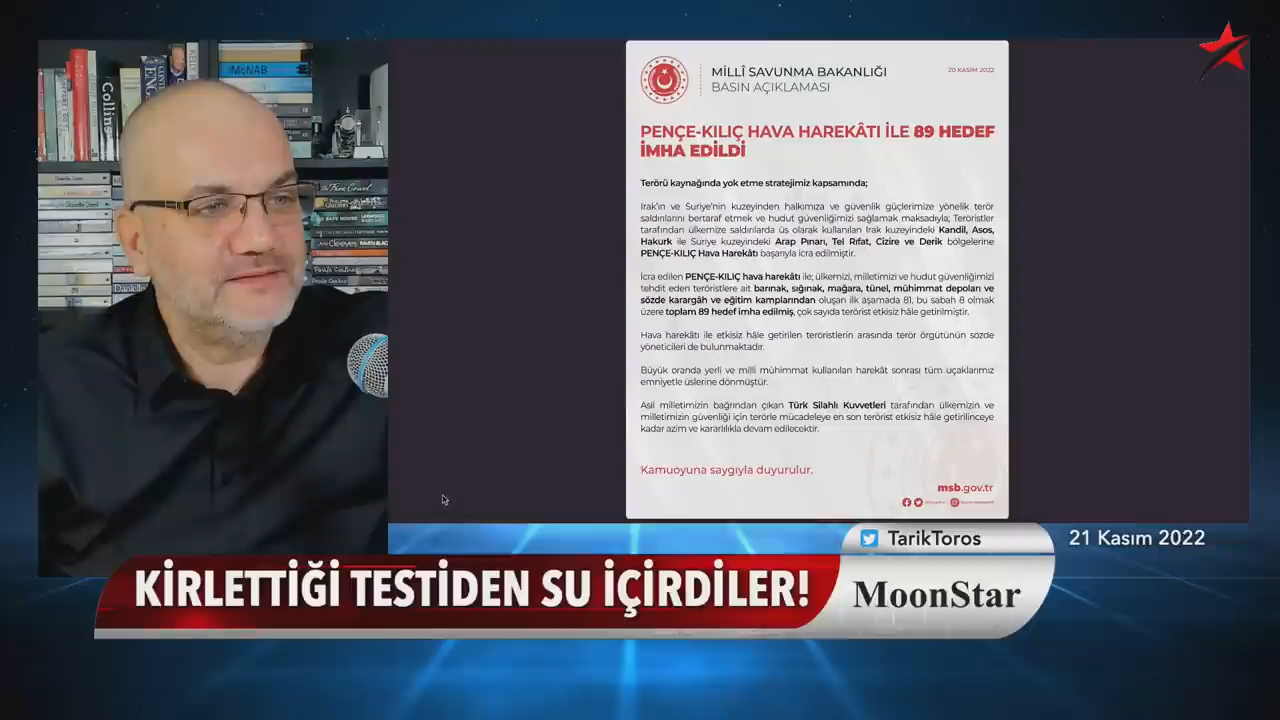 McNAB
Collins
MİLLÎ SAVUNMA BAKANLIĞI
BASIN AÇIKLAMASI
20 KASIM 2022
PENÇE-KILIÇ HAVA HAREKÂTI İLE 89 HEDEF
İMHA EDİLDİ
Terörü kaynağında yok etme stratejimiz kapsamında;
Irak'ın ve Suriye'nin kuzeyinden halkımıza ve güvenlik güçlerimize yönelik terör
saldırılarını bertaraf etmek ve hudut güvenliğimizi sağlamak maksadıyla; Teröristler
tarafından ülkemize saldırılarda üs olarak kullanılan Irak kuzeyindeki Kandil, Asos,
Hakurk ile Suriye kuzeyindeki Arap Pınarı, Tel Rıfat, Cizire ve Derik bölgelerine
PENÇE-KILIÇ Hava Harekâtı başarıyla icra edilmiştir.
İcra edilen PENÇE-KILIÇ hava harekâtı ile; ülkemizi, milletimizi ve hudut güvenliğimizi
tehdit eden teröristlere ait barınak, sığınak, mağara, tünel, mühimmat depoları ve
sözde karargâh ve eğitim kamplarından oluşan ilk aşamada 81, bu sabah 8 olmak
üzere toplam 89 hedef imha edilmiş, çok sayıda terörist etkisiz hâle getirilmiştir.
Hava harekâtı ile etkisiz hâle getirilen teröristlerin arasında terör örgütünün sözde
yöneticileri de bulunmaktadır.
Büyük oranda yerli ve milli mühimmat kullanılan harekât sonrası tüm uçaklarımız
emniyetle üslerine dönmüştür.
Asil milletimizin bağrından çıkan Türk Silahlı Kuvvetleri tarafından ülkemizin ve
milletimizin güvenliği için terörle mücadeleye en son terörist etkisiz hâle getirilinceye
kadar azim ve kararlılıkla devam edilecektir.
Kamuoyuna saygıyla duyurulur.
msb.gov.tr
TarikToros
21 Kasım 2022
KİRLETTİĞİ TESTİDEN SU İÇİRDİLER!
MoonStar